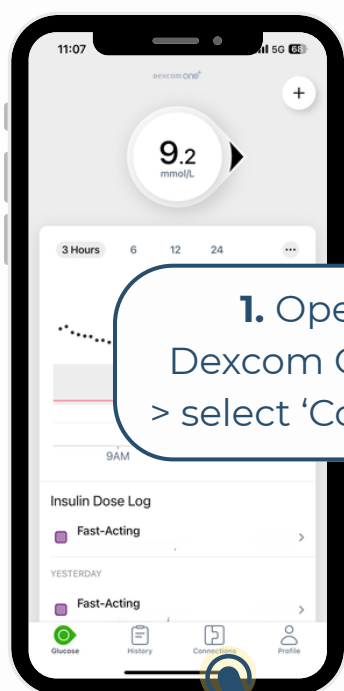 11:07
5G 68
Dexcom ONE+
+
9.2
mmol/L
3 Hours 6 12 24 ...
1. Ope
Dexcom
> select ‘Co
9AM
Insulin Dose Log
Fast-Acting
YESTERDAY
Fast-Acting
Glucose History Connections Profile